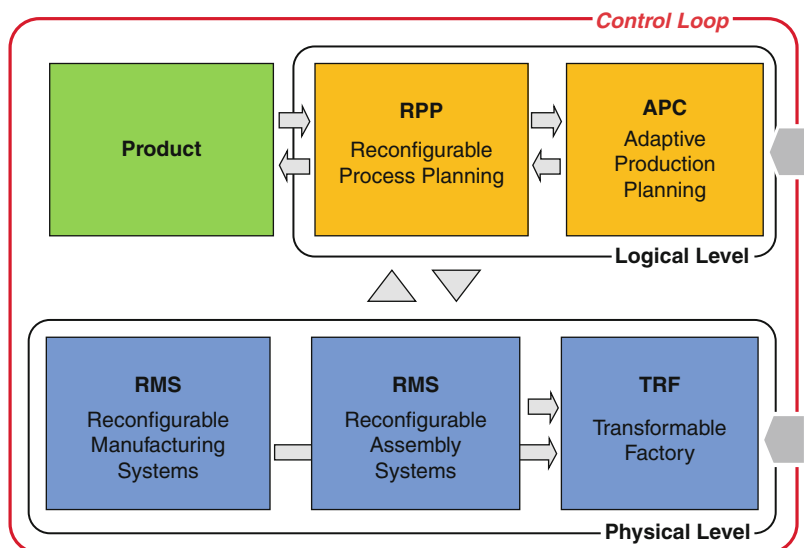 Control Loop
Product
RPP
Reconfigurable
Process Planning
APC
Adaptive
Production
Planning
Logical Level
RMS
Reconfigurable
Manufacturing
Systems
RMS
Reconfigurable
Assembly
Systems
TRF
Transformable
Factory
Physical Level